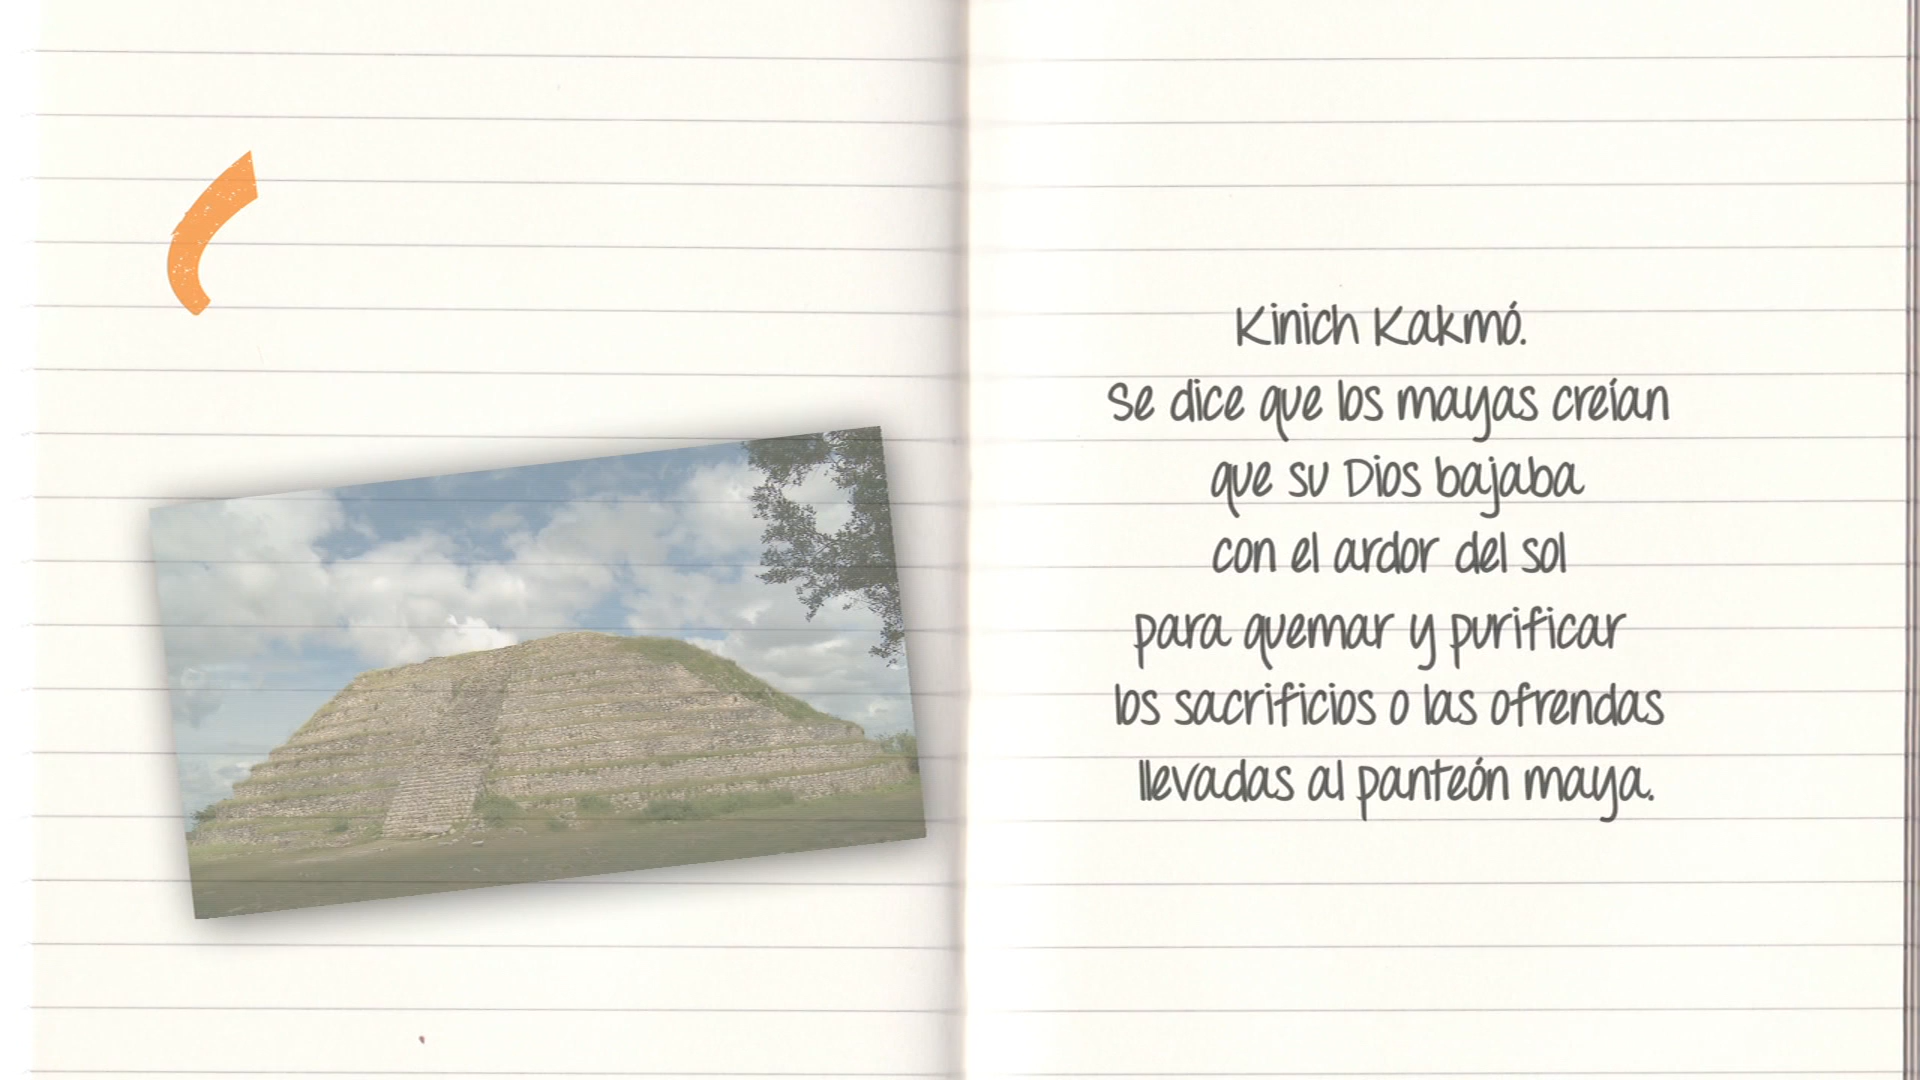 Kinich Kakmó.
Se dice que los mayas creían
que su Dios bajaba
con el ardor del sol
para quemar y purificar
los sacrificios o las ofrendas
llevadas al panteón maya.